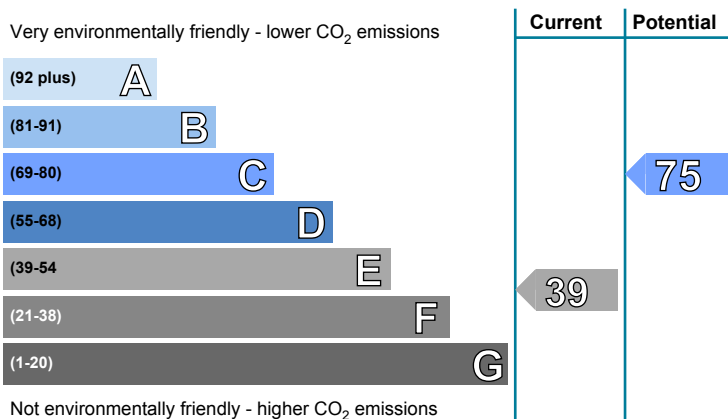 Current Potential
Very environmentally friendly - lower CO2 emissions
(92 plus) A
(81-91) B
(69-80) C
75
(55-68) D
(39-54 E
39
(21-38) F
(1-20) G
Not environmentally friendly - higher CO2 emissions